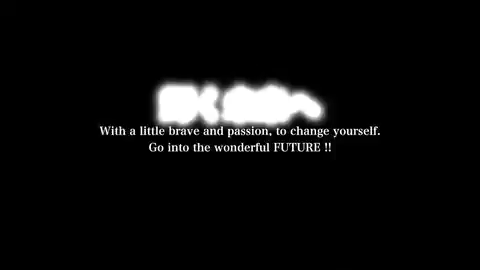 With a little brave and passion, to change yourself.
Go into the wonderful FUTURE !!